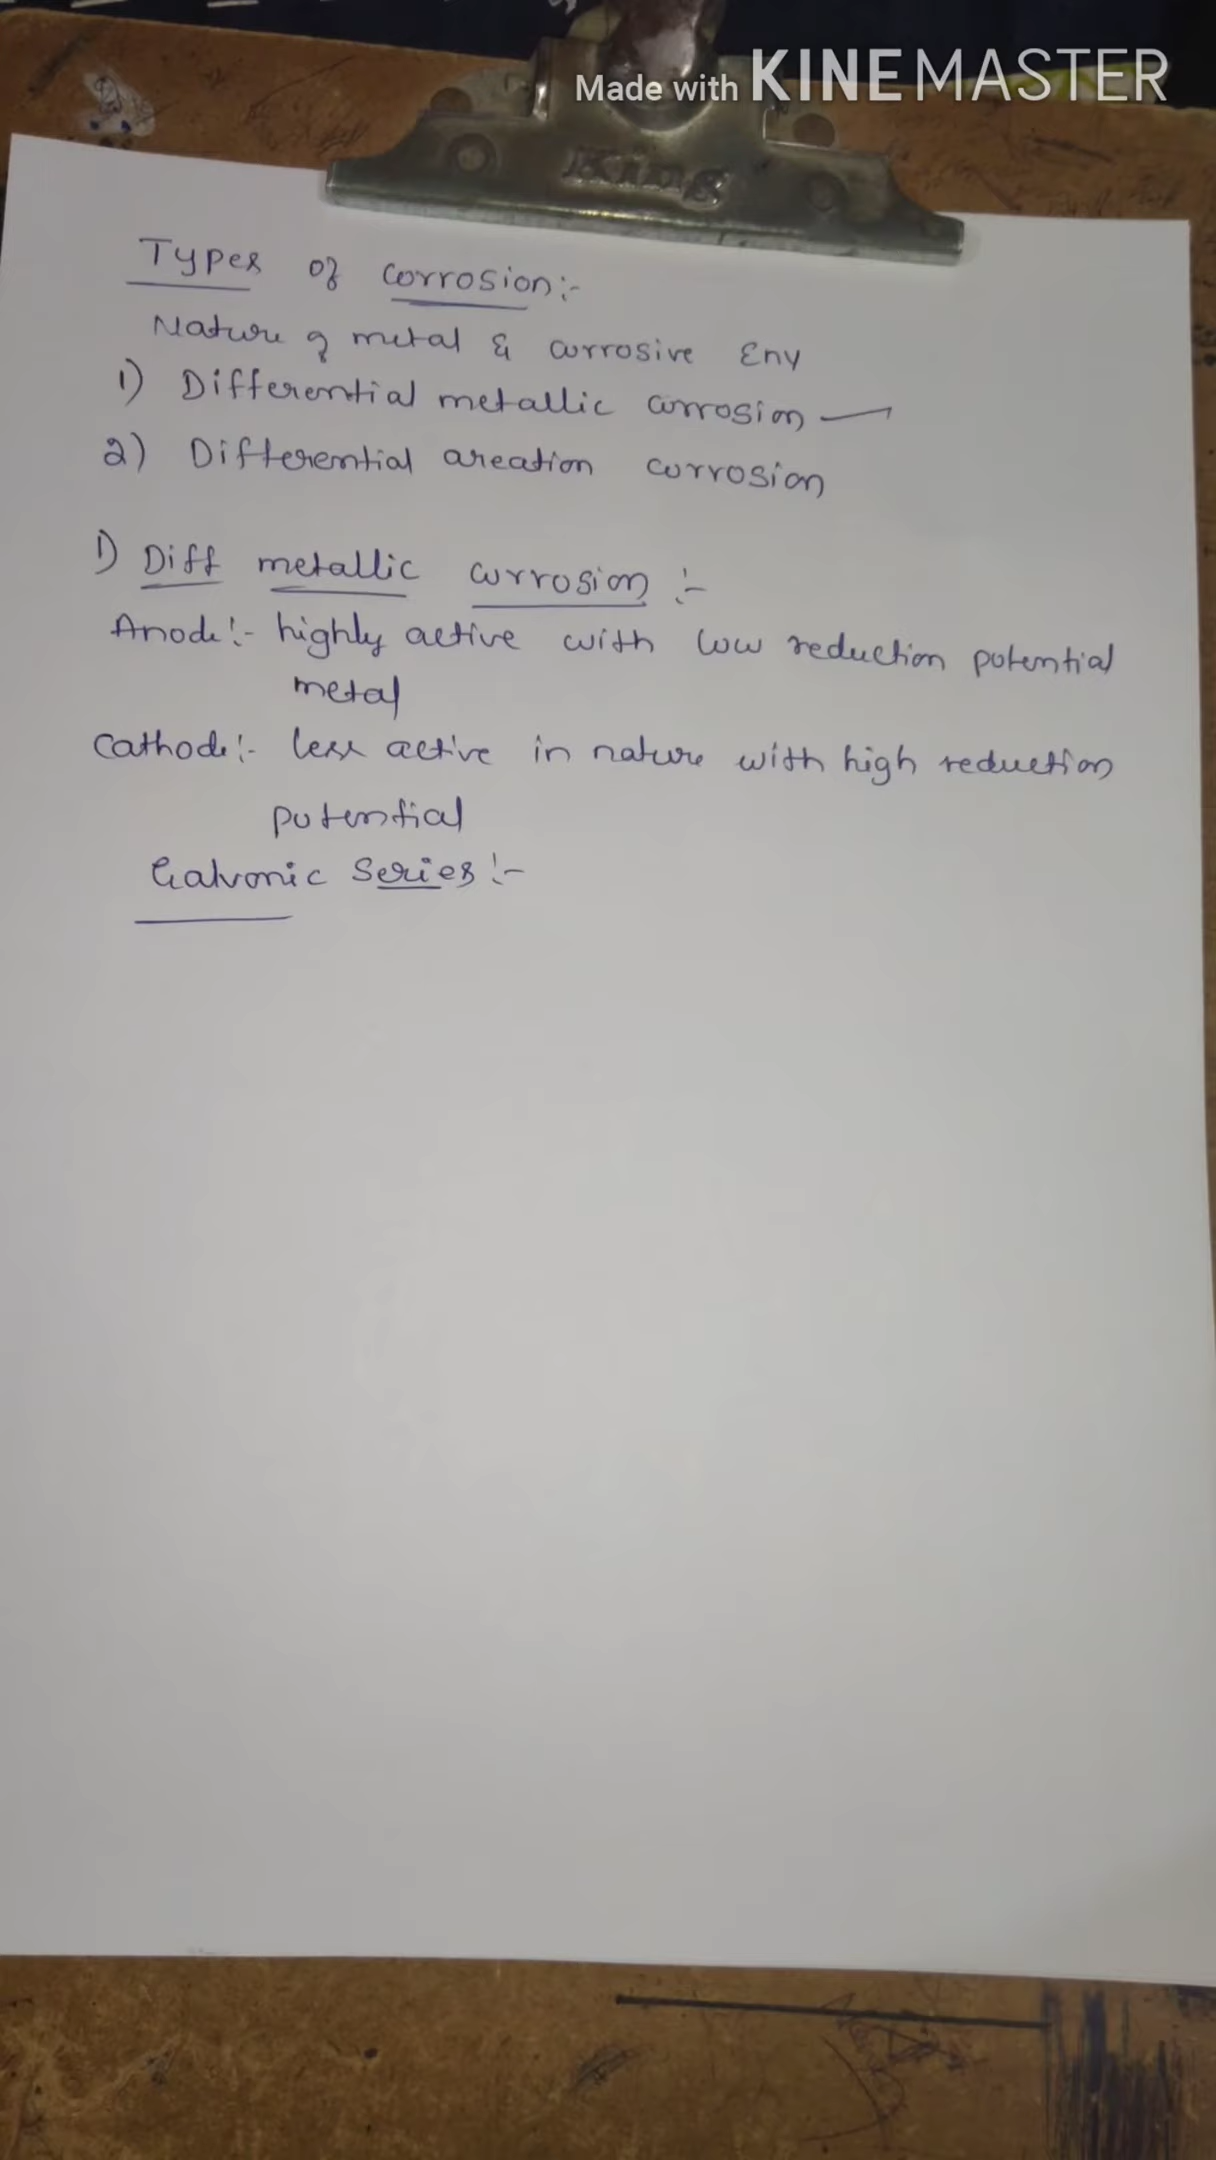 Made with KINEMASTER
King
Types of corrosion:-
Nature of metal & corrosive Env
1) Differential metallic corrosion —
2) Differential areation corrosion
1) Diff metallic corrosion :-
Anode:- highly active with low reduction potential
metal
Cathode:- less active in nature with high reduction
potential
Galvonic Series:-